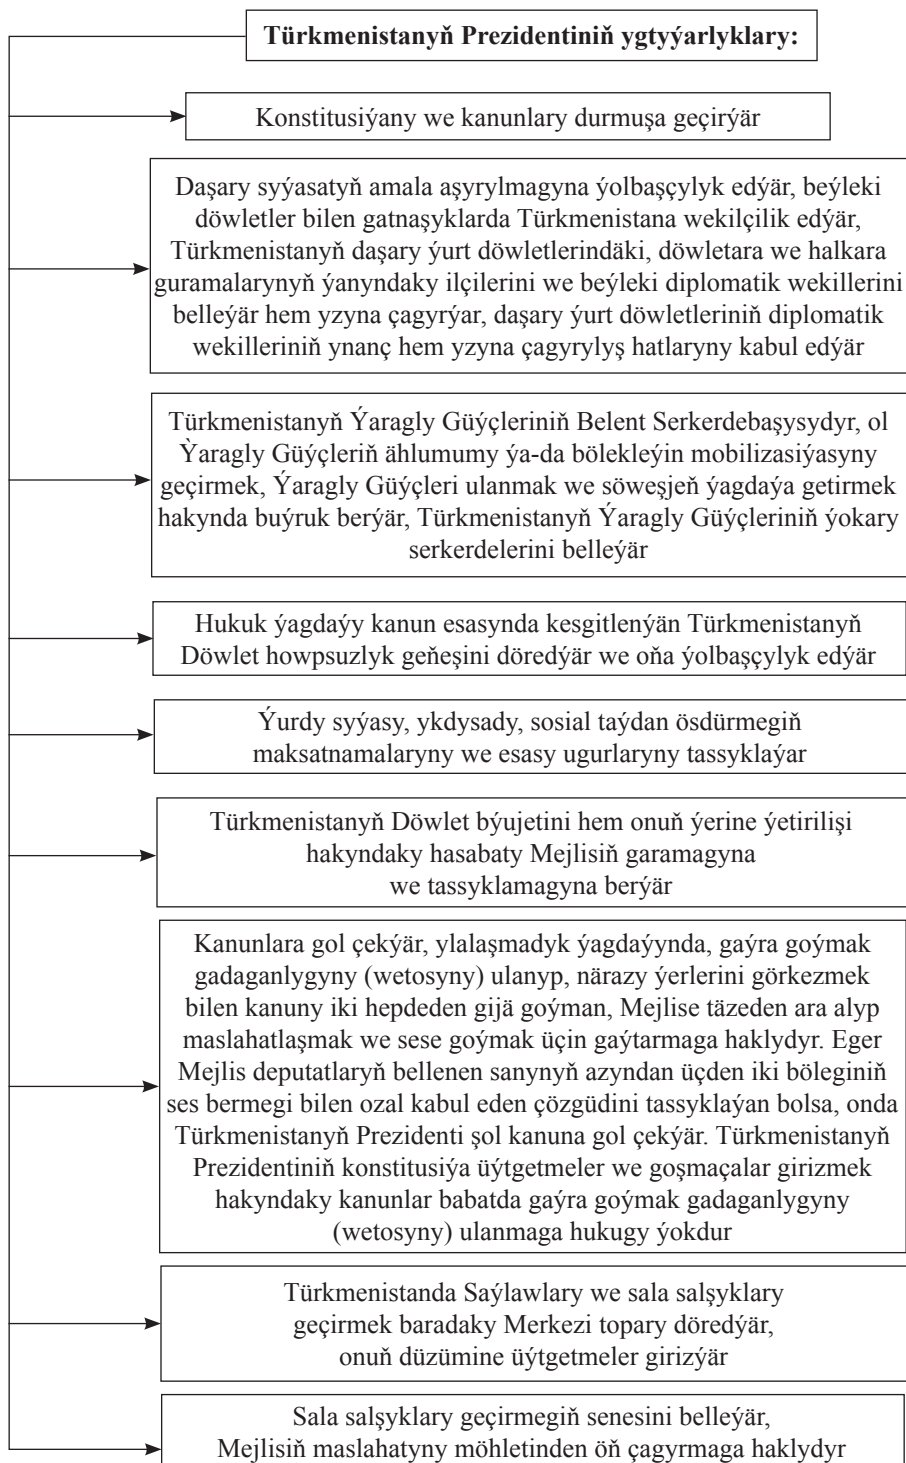 Türkmenistanyň Prezidentiniň ygtyýarlyklary:
Konstitusiýany we kanunlary durmuşa geçirýär
Daşary syýasatyň amala aşyrylmagyna ýolbaşçylyk edýär, beýleki
döwletler bilen gatnaşyklarda Türkmenistana wekilçilik edýär,
Türkmenistanyň daşary ýurt döwletlerindäki, döwletara we halkara
guramalarynyň ýanyndaky ilçilerini we beýleki diplomatik wekillerini
belleýär hem yzyna çagyrýar, daşary ýurt döwletleriniň diplomatik
wekilleriniň ynanç hem yzyna çagyrylyş hatlaryny kabul edýär
Türkmenistanyň Ýaragly Güýçleriniň Belent Serkerdebaşysydyr, ol
Ỳaragly Güýçleriň ählumumy ýa-da bölekleýin mobilizasiýasyny
geçirmek, Ýaragly Güýçleri ulanmak we söweşjeň ýagdaýa getirmek
hakynda buýruk berýär, Türkmenistanyň Ýaragly Güýçleriniň ýokary
serkerdelerini belleýär
Hukuk ýagdaýy kanun esasynda kesgitlenýän Türkmenistanyň
Döwlet howpsuzlyk geňeşini döredýär we oňa ýolbaşçylyk edýär
Ýurdy syýasy, ykdysady, sosial taýdan ösdürmegiň
maksatnamalaryny we esasy ugurlaryny tassyklaýar
Türkmenistanyň Döwlet býujetini hem onuň ýerine ýetirilişi
hakyndaky hasabaty Mejlisiň garamagyna
we tassyklamagyna berýär
Kanunlara gol çekýär, ylalaşmadyk ýagdaýynda, gaýra goýmak
gadaganlygyny (wetosyny) ulanyp, närazy ýerlerini görkezmek
bilen kanuny iki hepdeden gijä goýman, Mejlise täzeden ara alyp
maslahatlaşmak we sese goýmak üçin gaýtarmaga haklydyr. Eger
Mejlis deputatlaryň bellenen sanynyň azyndan üçden iki böleginiň
ses bermegi bilen ozal kabul eden çözgüdini tassyklaýan bolsa, onda
Türkmenistanyň Prezidenti şol kanuna gol çekýär. Türkmenistanyň
Prezidentiniň konstitusiýa üýtgetmeler we goşmaçalar girizmek
hakyndaky kanunlar babatda gaýra goýmak gadaganlygyny
(wetosyny) ulanmaga hukugy ýokdur
Türkmenistanda Saýlawlary we sala salşyklary
geçirmek baradaky Merkezi topary döredýär,
onuň düzümine üýtgetmeler girizýär
Sala salşyklary geçirmegiň senesini belleýär,
Mejlisiň maslahatyny möhletinden öň çagyrmaga haklydyr